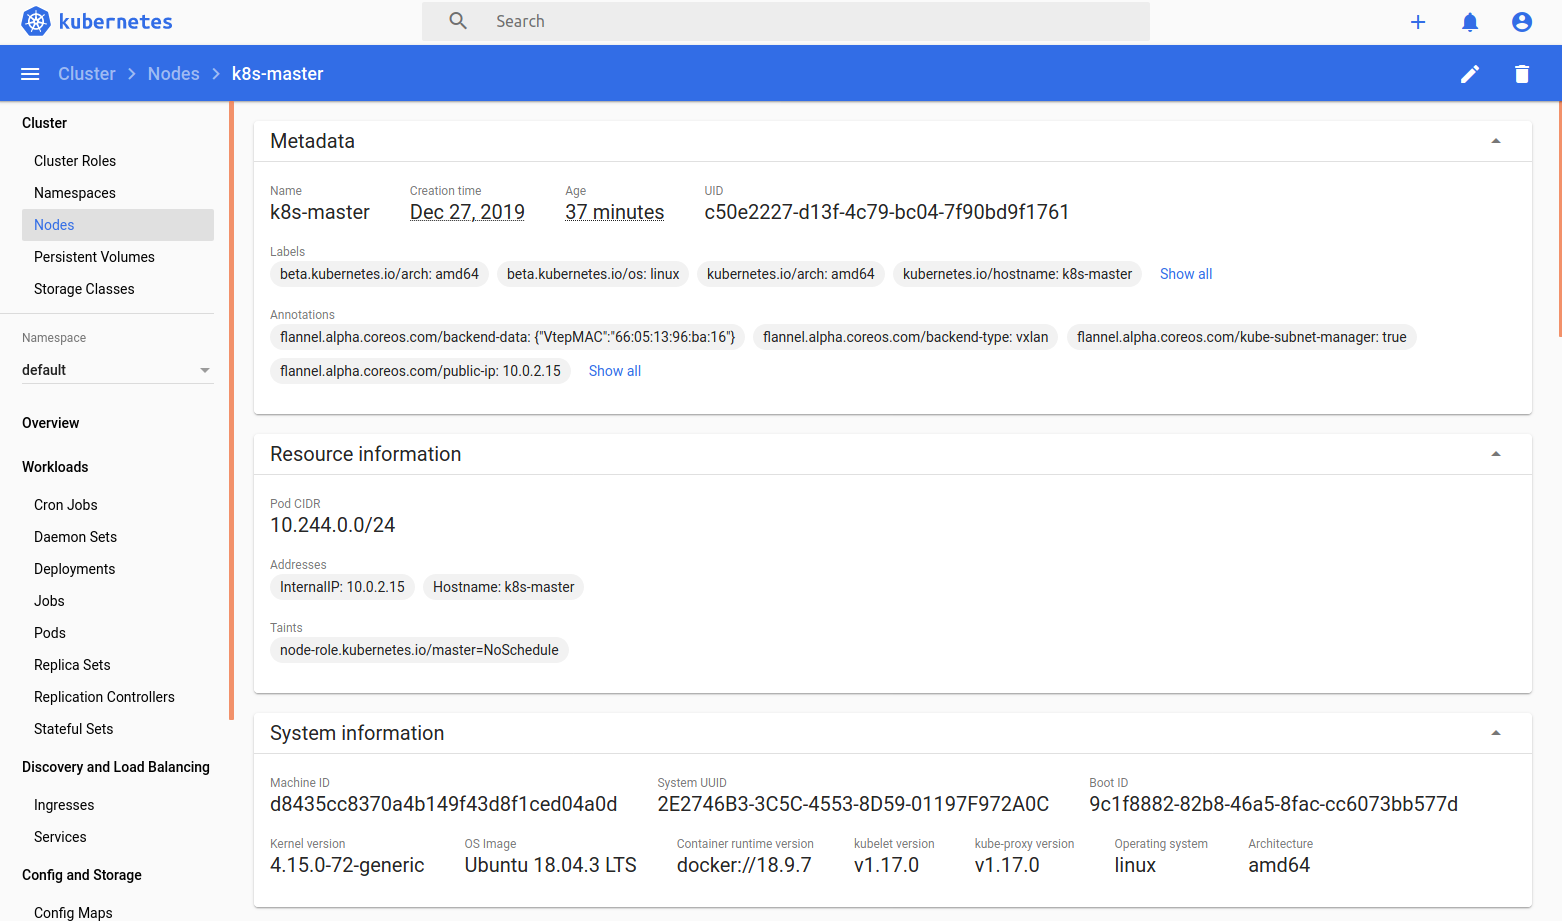 kubernetes
Search
Cluster > Nodes > k8s-master
Cluster
Cluster Roles
Namespaces
Nodes
Persistent Volumes
Storage Classes
Namespace
default
Overview
Workloads
Cron Jobs
Daemon Sets
Deployments
Jobs
Pods
Replica Sets
Replication Controllers
Stateful Sets
Discovery and Load Balancing
Ingresses
Services
Config and Storage
Config Maps
Metadata
Name Creation time Age UID
k8s-master Dec 27, 2019 37 minutes c50e2227-d13f-4c79-bc04-7f90bd9f1761
Labels
beta.kubernetes.io/arch: amd64 beta.kubernetes.io/os: linux kubernetes.io/arch: amd64 kubernetes.io/hostname: k8s-master Show all
Annotations
flannel.alpha.coreos.com/backend-data: {"VtepMAC":"66:05:13:96:ba:16"} flannel.alpha.coreos.com/backend-type: vxlan flannel.alpha.coreos.com/kube-subnet-manager: true
flannel.alpha.coreos.com/public-ip: 10.0.2.15 Show all
Resource information
Pod CIDR
10.244.0.0/24
Addresses
InternalIP: 10.0.2.15 Hostname: k8s-master
Taints
node-role.kubernetes.io/master=NoSchedule
System information
Machine ID System UUID Boot ID
d8435cc8370a4b149f43d8f1ced04a0d 2E2746B3-3C5C-4553-8D59-01197F972A0C 9c1f8882-82b8-46a5-8fac-cc6073bb577d
Kernel version OS Image Container runtime version kubelet version kube-proxy version Operating system Architecture
4.15.0-72-generic Ubuntu 18.04.3 LTS docker://18.9.7 v1.17.0 v1.17.0 linux amd64